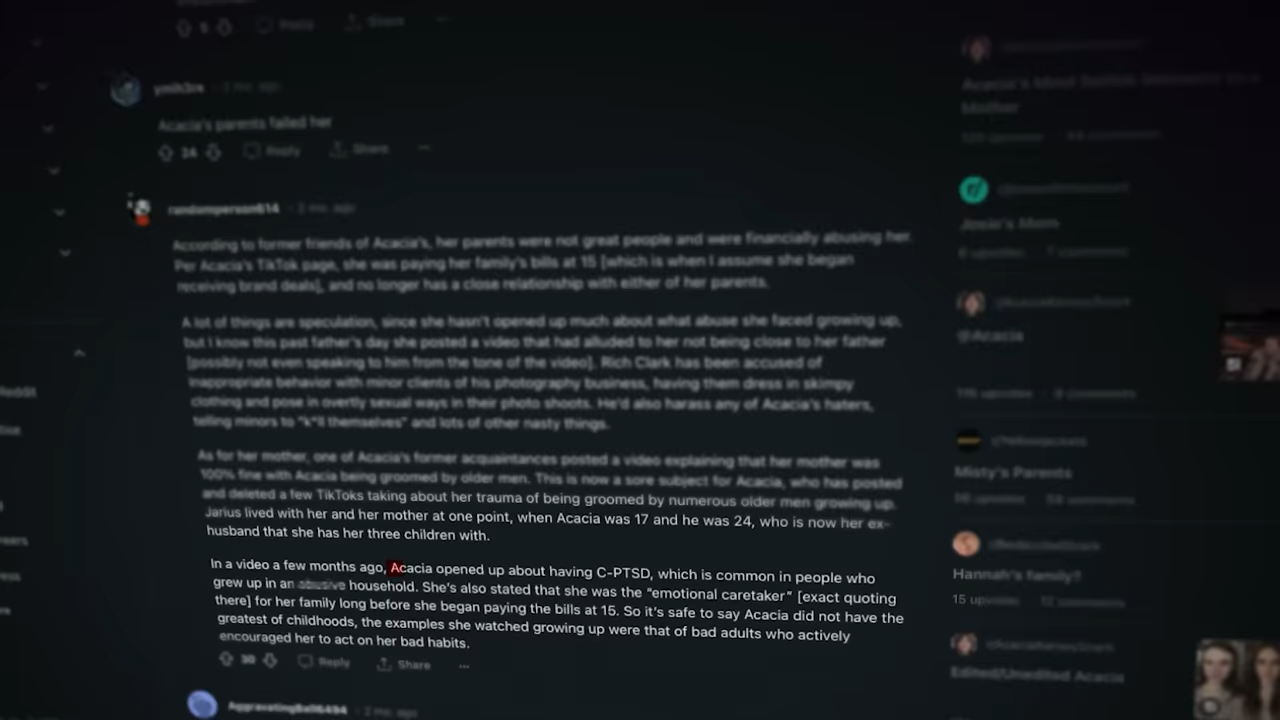 Reply Share
ymik3re · 2 mo. ago
Acacia's parents failed her
24 Reply Share
randomperson614 · 2 mo. ago
According to former friends of Acacia's, her parents were not great people and were financially abusing her.
Per Acacia's TikTok page, she was paying her family's bills at 15 [which is when I assume she began
receiving brand deals], and no longer has a close relationship with either of her parents.
A lot of things are speculation, since she hasn't opened up much about what abuse she faced growing up,
but I know this past father's day she posted a video that had alluded to her not being close to her father
[possibly not even speaking to him from the tone of the video]. Rich Clark has been accused of
inappropriate behavior with minor clients of his photography business, having them dress in skimpy
clothing and pose in overtly sexual ways in their photo shoots. He'd also harass any of Acacia's haters,
telling minors to "k*ll themselves" and lots of other nasty things.
As for her mother, one of Acacia's former acquaintances posted a video explaining that her mother was
100% fine with Acacia being groomed by older men. This is now a sore subject for Acacia, who has posted
and deleted a few TikToks taking about her trauma of being groomed by numerous older men growing up.
Jarius lived with her and her mother at one point, when Acacia was 17 and he was 24, who is now her ex-
husband that she has her three children with.
In a video a few months ago, Acacia opened up about having C-PTSD, which is common in people who
grew up in an abusive household. She's also stated that she was the "emotional caretaker" [exact quoting
there] for her family long before she began paying the bills at 15. So it's safe to say Acacia did not have the
greatest of childhoods, the examples she watched growing up were that of bad adults who actively
encouraged her to act on her bad habits.
30 Reply Share ...
2 mo. ago
Mother
Josie's Mom
@Acacia
Misty's Parents
Hannah's family?
15 upvotes · 12 comments
Edited/Unedited Acacia